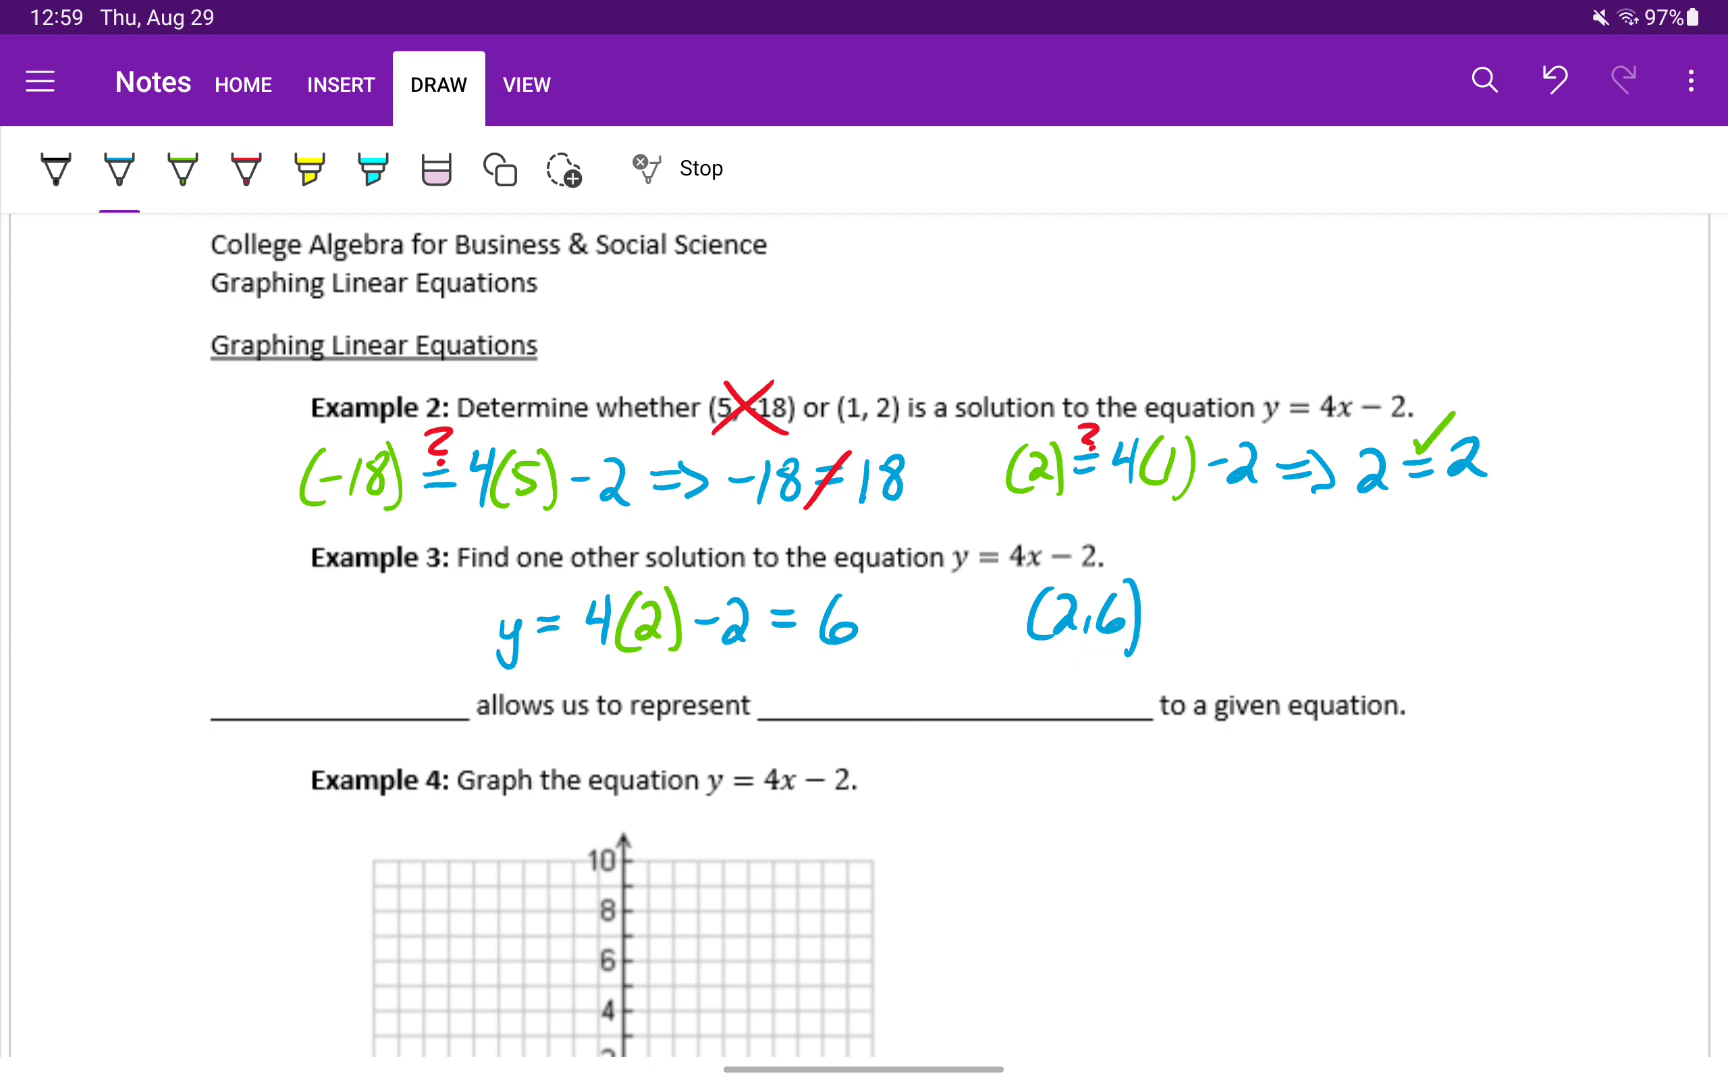 12:59 Thu, Aug 29 97%
Notes HOME INSERT DRAW VIEW
Stop
College Algebra for Business & Social Science
Graphing Linear Equations
Graphing Linear Equations
Example 2: Determine whether (5, -18) or (1, 2) is a solution to the equation y = 4x − 2.
(-18) ≟ 4(5) - 2 => -18 ≠ 18 (2) ≟ 4(1) - 2 => 2 = 2 ✓
Example 3: Find one other solution to the equation y = 4x − 2.
y = 4(2) - 2 = 6 (2,6)
____________ allows us to represent ____________ to a given equation.
Example 4: Graph the equation y = 4x − 2.
10
8
6
4
2